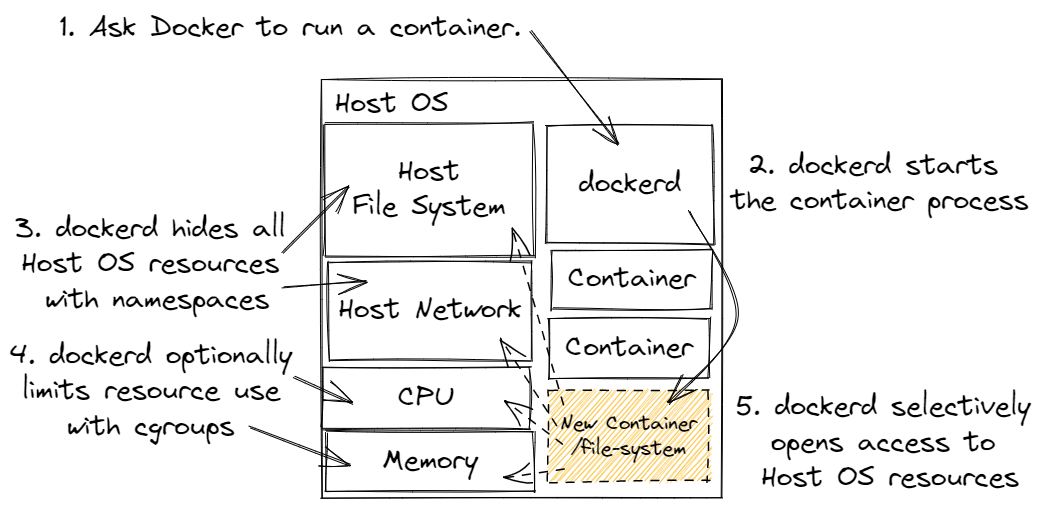 1. Ask Docker to run a container.
Host OS
Host
File System
dockerd
2. dockerd starts
the container process
3. dockerd hides all
Host OS resources
with namespaces
Host Network
Container
Container
4. dockerd optionally
limits resource use
with cgroups
CPU
Memory
New Container
/file-system
5. dockerd selectively
opens access to
Host OS resources